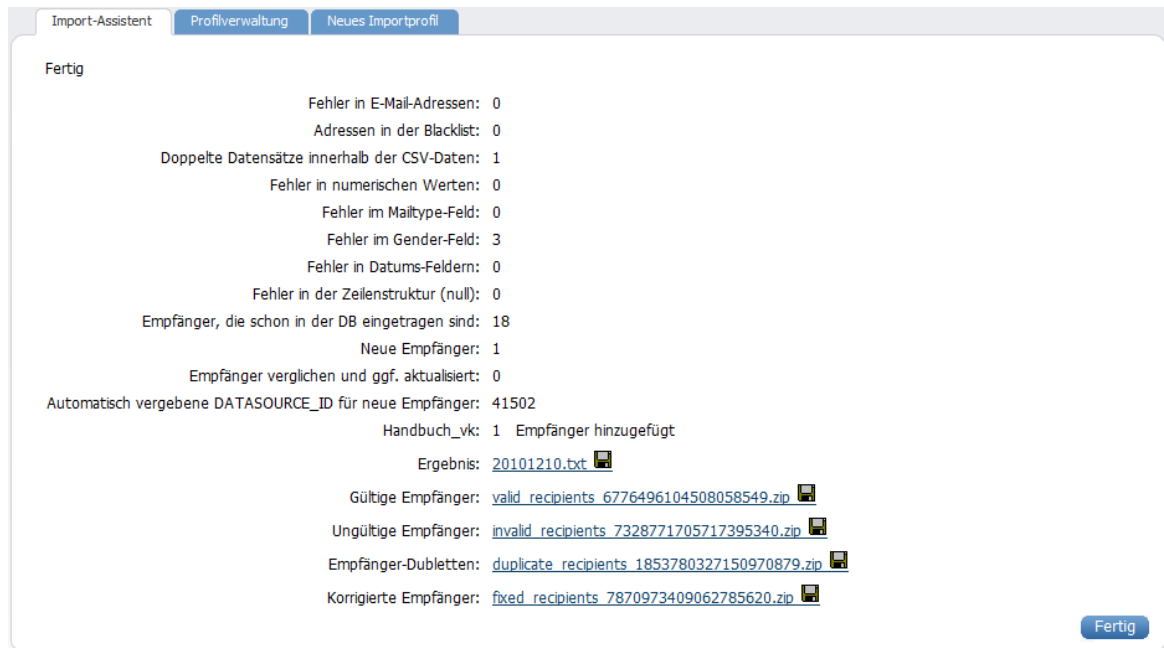 Import-Assistent Profilverwaltung Neues Importprofil
Fertig
Fehler in E-Mail-Adressen: 0
Adressen in der Blacklist: 0
Doppelte Datensätze innerhalb der CSV-Daten: 1
Fehler in numerischen Werten: 0
Fehler im Mailtype-Feld: 0
Fehler im Gender-Feld: 3
Fehler in Datums-Feldern: 0
Fehler in der Zeilenstruktur (null): 0
Empfänger, die schon in der DB eingetragen sind: 18
Neue Empfänger: 1
Empfänger verglichen und ggf. aktualisiert: 0
Automatisch vergebene DATASOURCE_ID für neue Empfänger: 41502
Handbuch_vk: 1 Empfänger hinzugefügt
Ergebnis: 20101210.txt
Gültige Empfänger: valid_recipients_6776496104508058549.zip
Ungültige Empfänger: invalid_recipients_7328771705717395340.zip
Empfänger-Dubletten: duplicate_recipients_1853780327150970879.zip
Korrigierte Empfänger: fixed_recipients_7870973409062785620.zip
Fertig